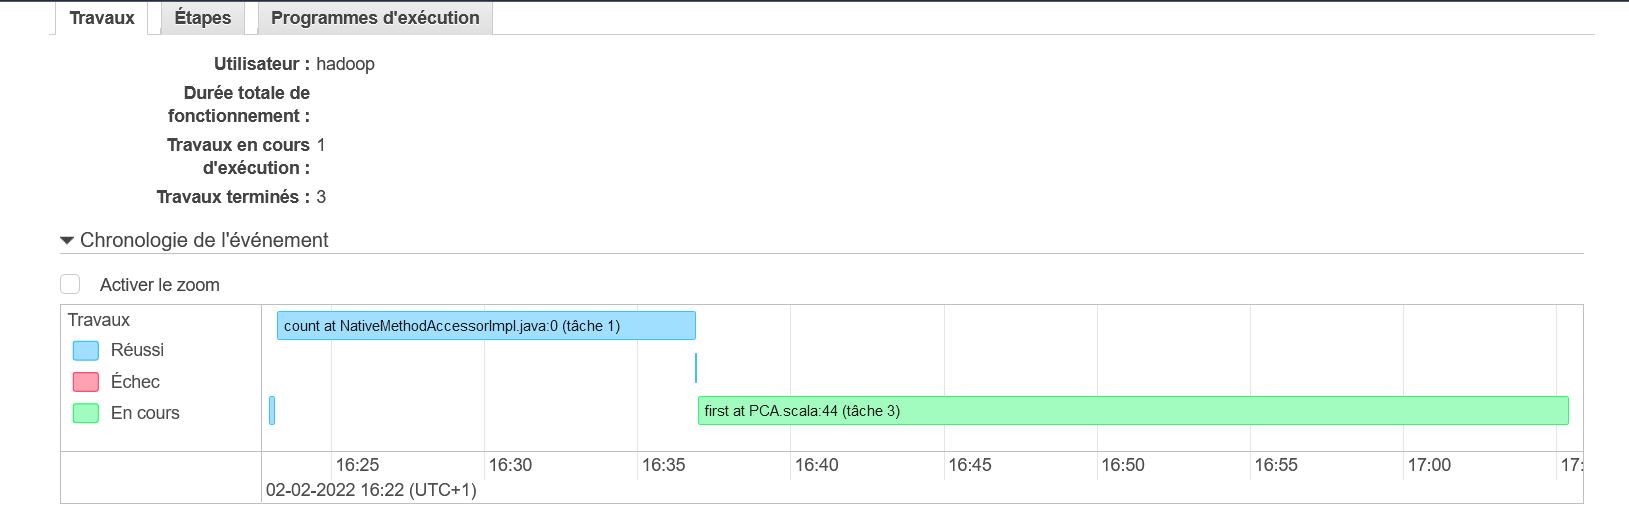 Travaux Étapes Programmes d'exécution
Utilisateur : hadoop
Durée totale de
fonctionnement :
Travaux en cours 1
d'exécution :
Travaux terminés : 3
Chronologie de l'événement
Activer le zoom
Travaux
Réussi
Échec
En cours
count at NativeMethodAccessorImpl.java:0 (tâche 1)
first at PCA.scala:44 (tâche 3)
16:25 16:30 16:35 16:40 16:45 16:50 16:55 17:00 17:
02-02-2022 16:22 (UTC+1)